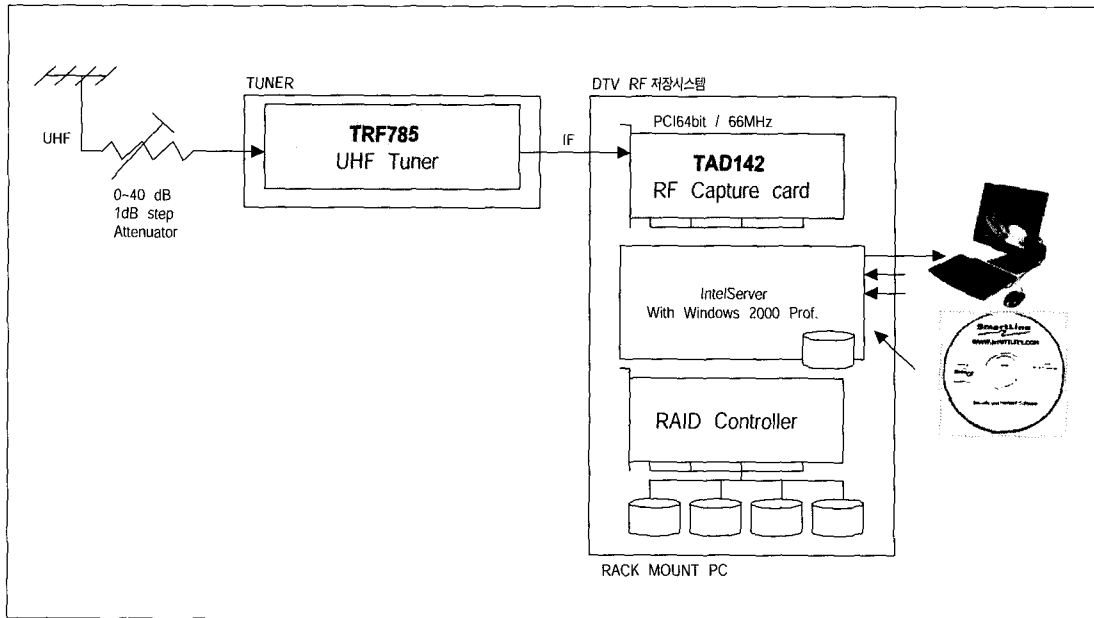 TUNER
TRF785
UHF Tuner
UHF
0~40 dB
1dB step
Attenuator
IF
DTV RF 저장시스템
PCI64bit / 66MHz
TAD142
RF Capture card
IntelServer
With Windows 2000 Prof.
RAID Controller
RACK MOUNT PC
SmartLine